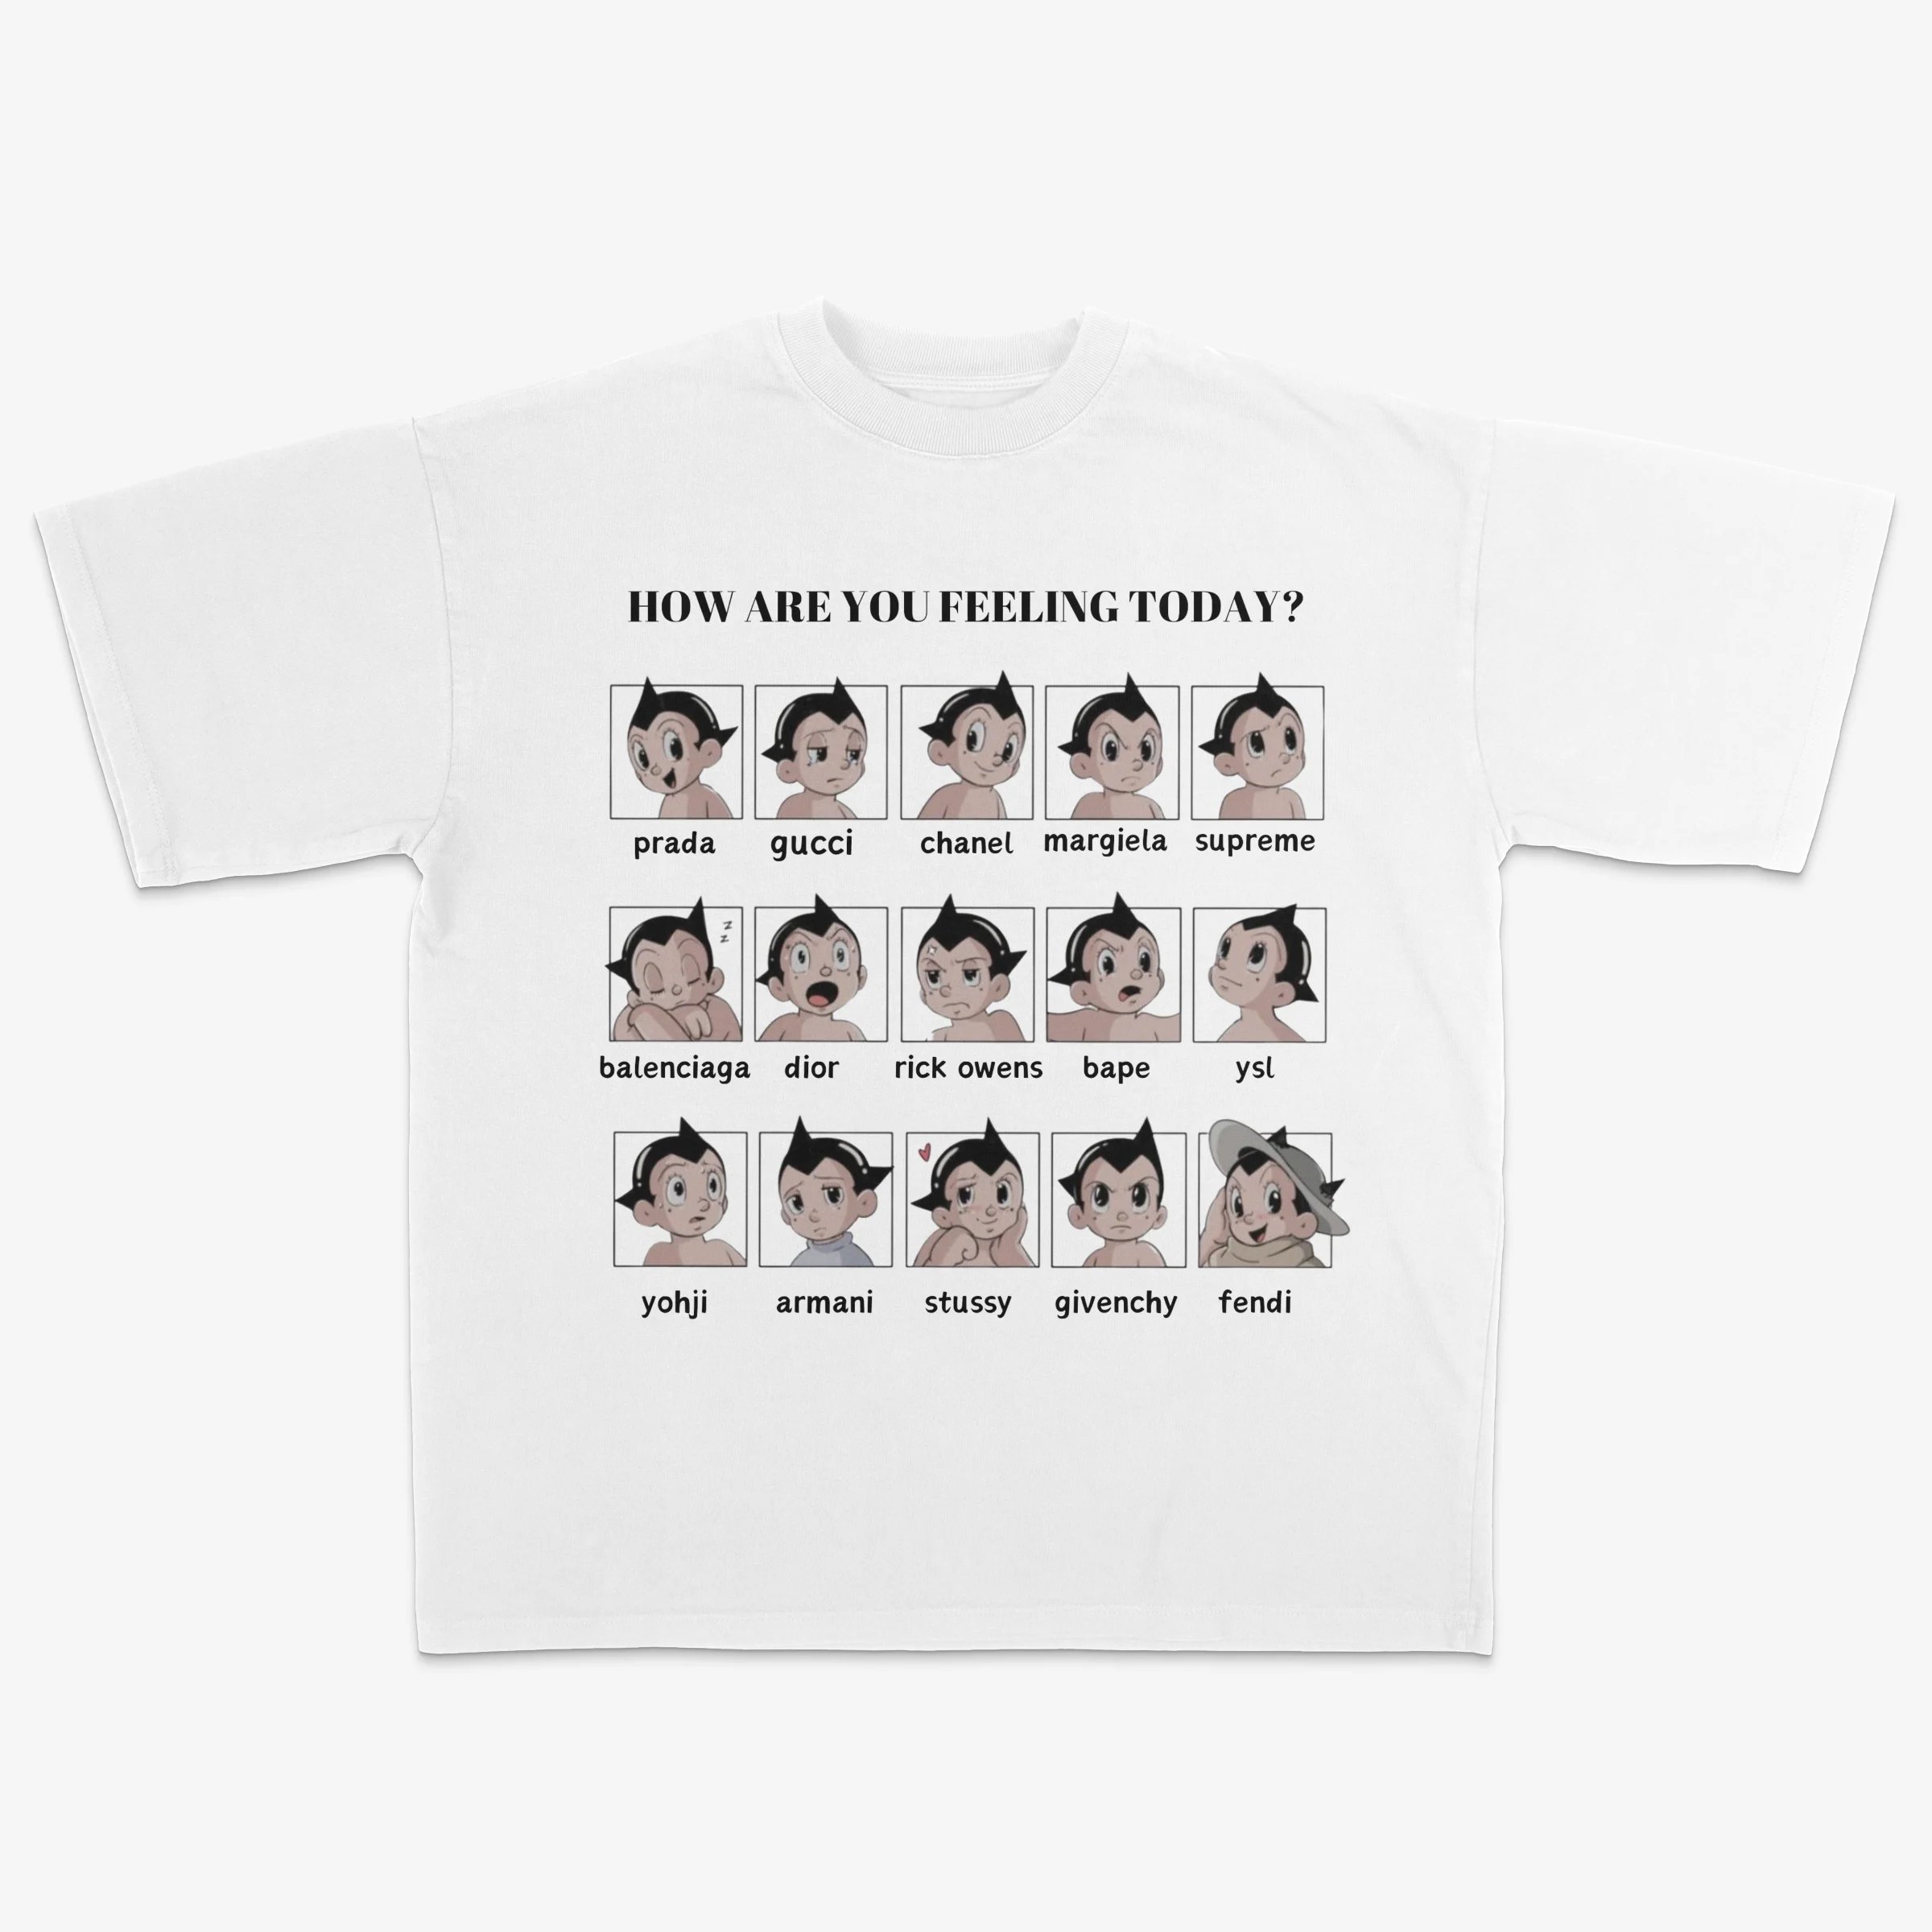 HOW ARE YOU FEELING TODAY?
prada gucci chanel margiela supreme
z
z
balenciaga dior rick owens bape ysl
yohji armani stussy givenchy fendi